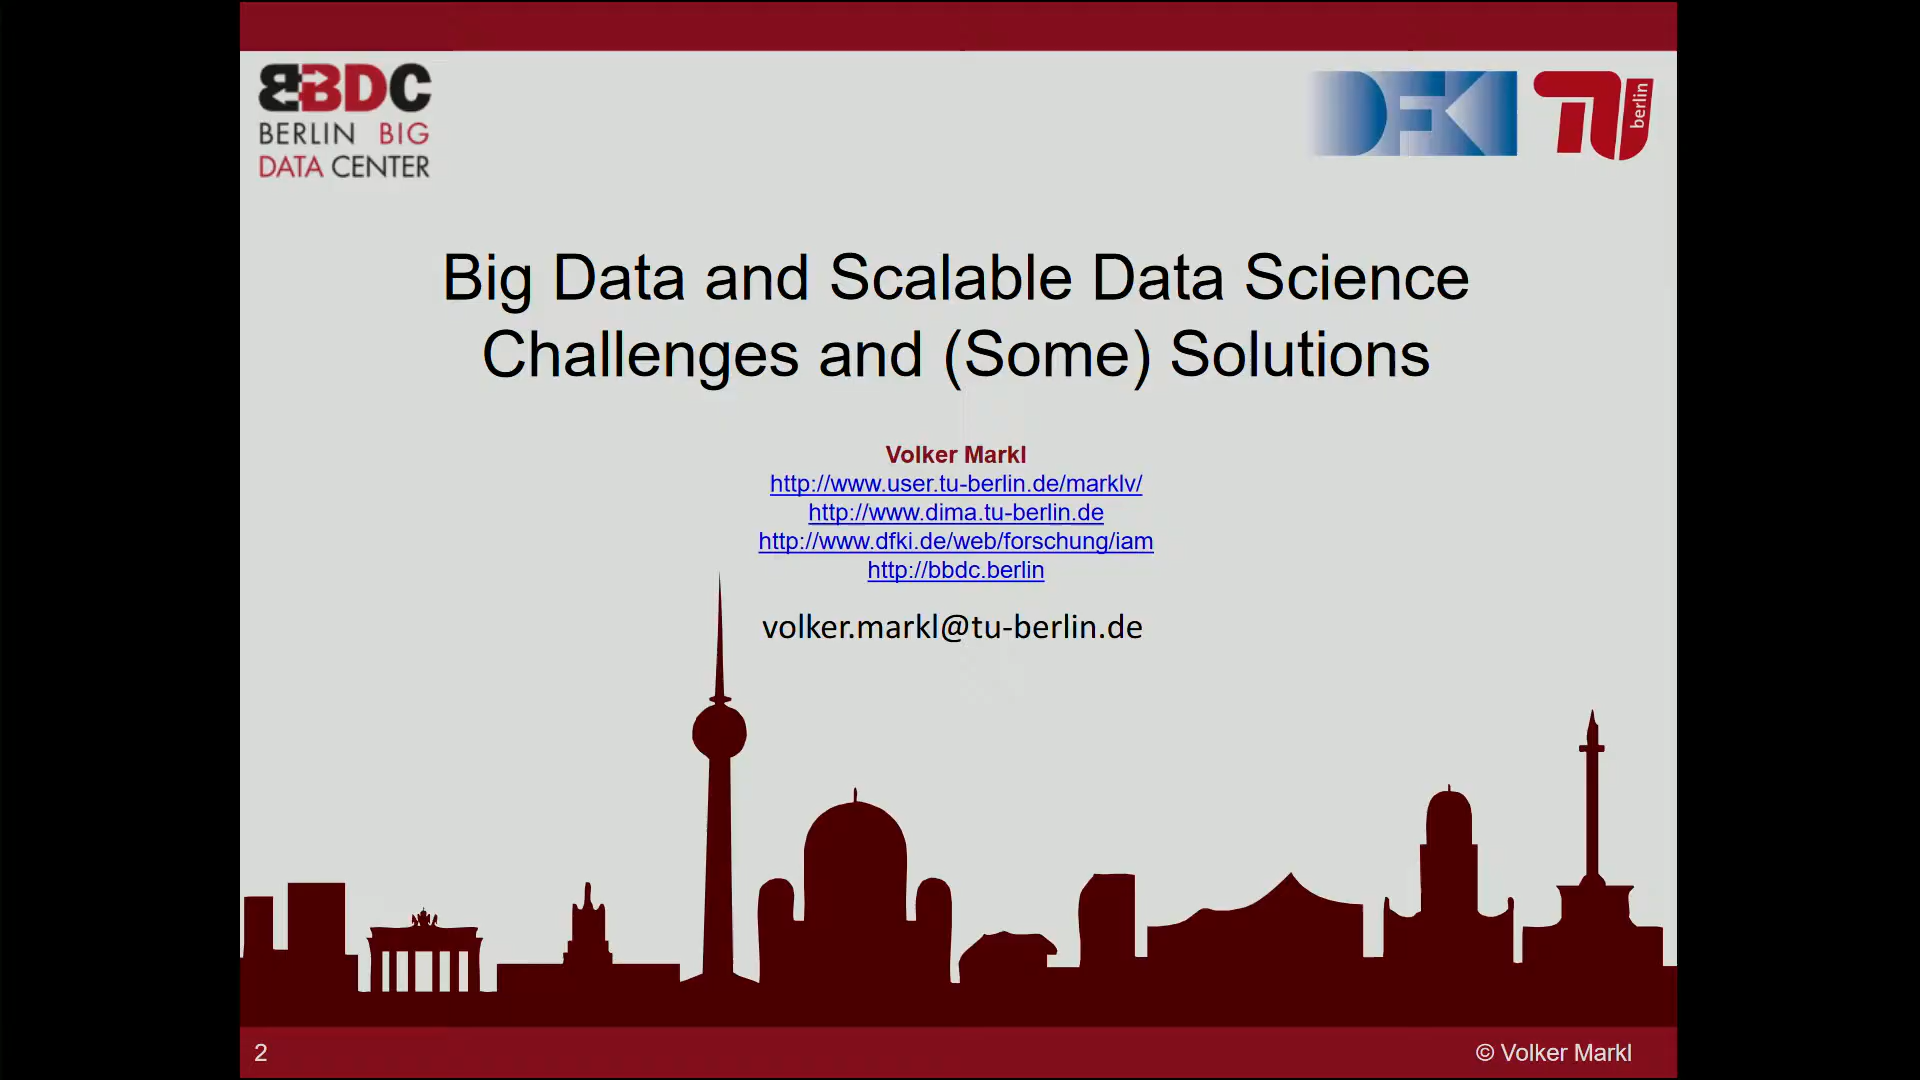 BBDC
BERLIN BIG
DATA CENTER
DFKI
TU berlin
Big Data and Scalable Data Science
Challenges and (Some) Solutions
Volker Markl
http://www.user.tu-berlin.de/marklv/
http://www.dima.tu-berlin.de
http://www.dfki.de/web/forschung/iam
http://bbdc.berlin
volker.markl@tu-berlin.de
2
© Volker Markl